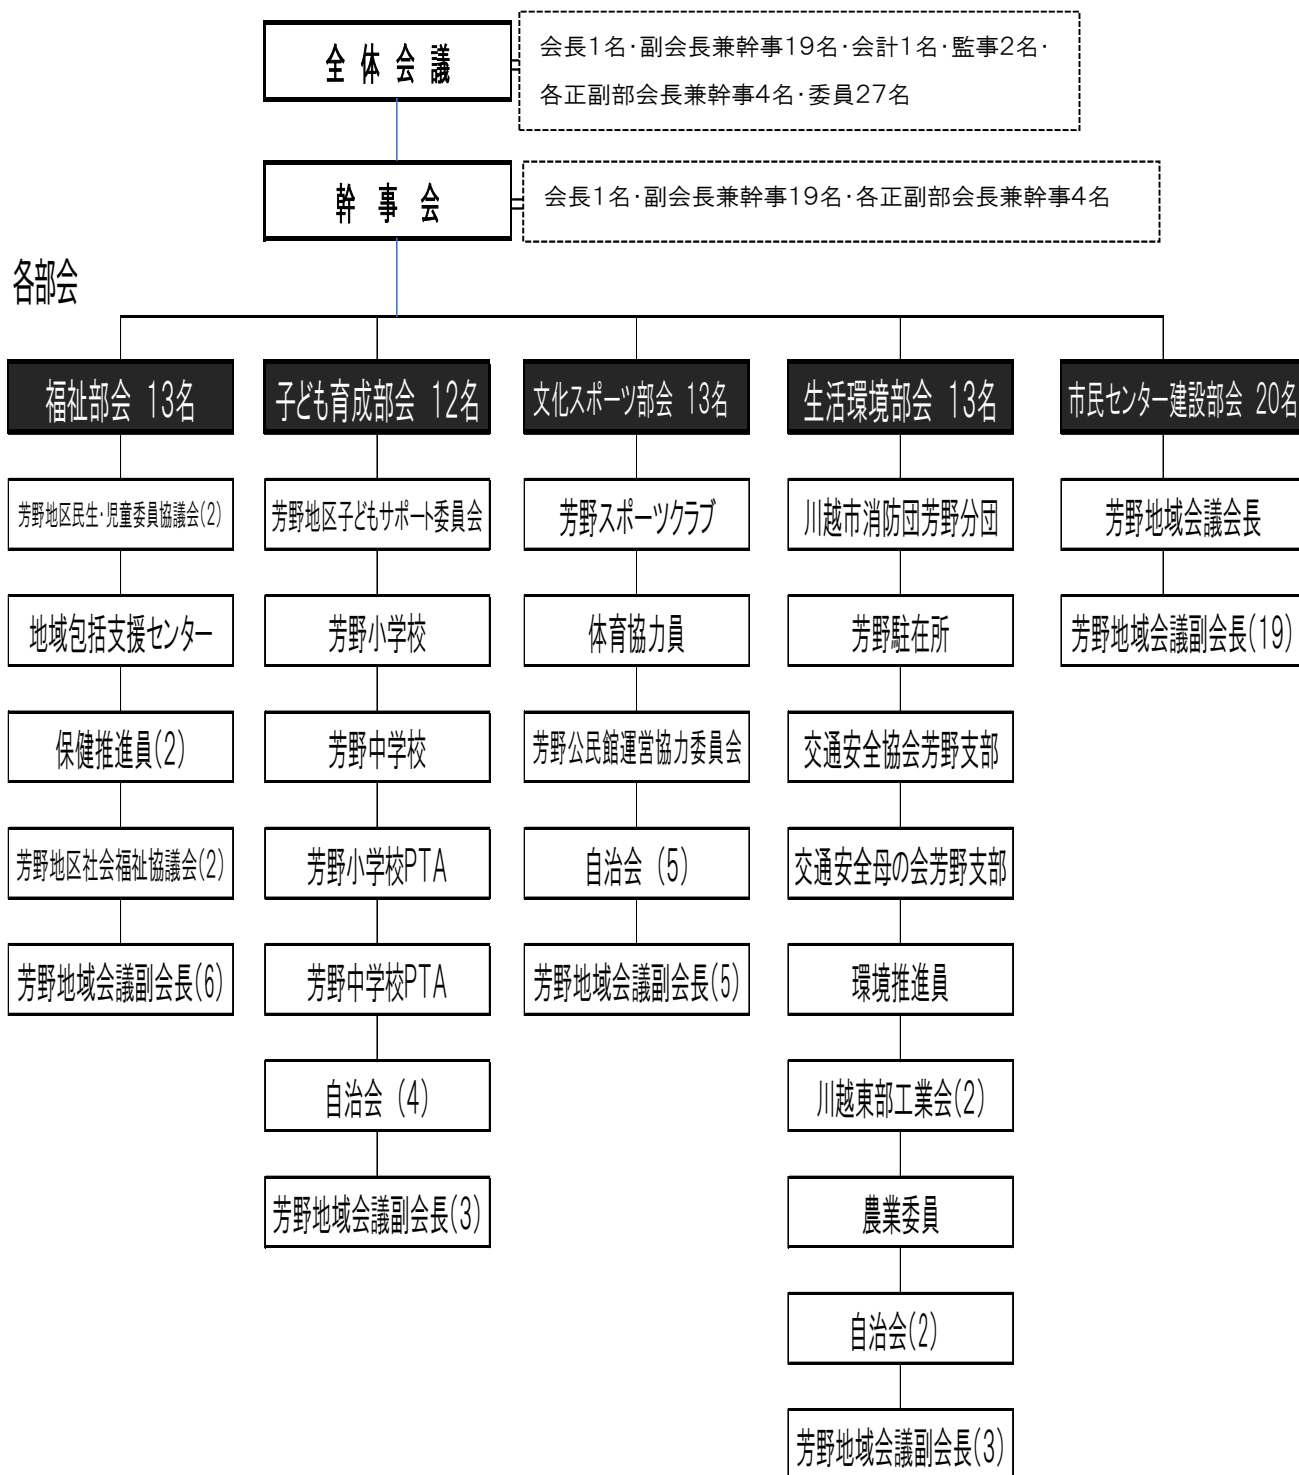 全体会議
会長1名・副会長兼幹事19名・会計1名・監事2名・
各正副部会長兼幹事4名・委員27名
幹事会
会長1名・副会長兼幹事19名・各正副部会長兼幹事4名
各部会
福祉部会 13名
芳野地区民生・児童委員協議会(2)
地域包括支援センター
保健推進員(2)
芳野地区社会福祉協議会(2)
芳野地域会議副会長(6)
子ども育成部会 12名
芳野地区子どもサポート委員会
芳野小学校
芳野中学校
芳野小学校PTA
芳野中学校PTA
自治会 (4)
芳野地域会議副会長(3)
文化スポーツ部会 13名
芳野スポーツクラブ
体育協力員
芳野公民館運営協力委員会
自治会 (5)
芳野地域会議副会長(5)
生活環境部会 13名
川越市消防団芳野分団
芳野駐在所
交通安全協会芳野支部
交通安全母の会芳野支部
環境推進員
川越東部工業会(2)
農業委員
自治会(2)
芳野地域会議副会長(3)
市民センター建設部会 20名
芳野地域会議会長
芳野地域会議副会長(19)